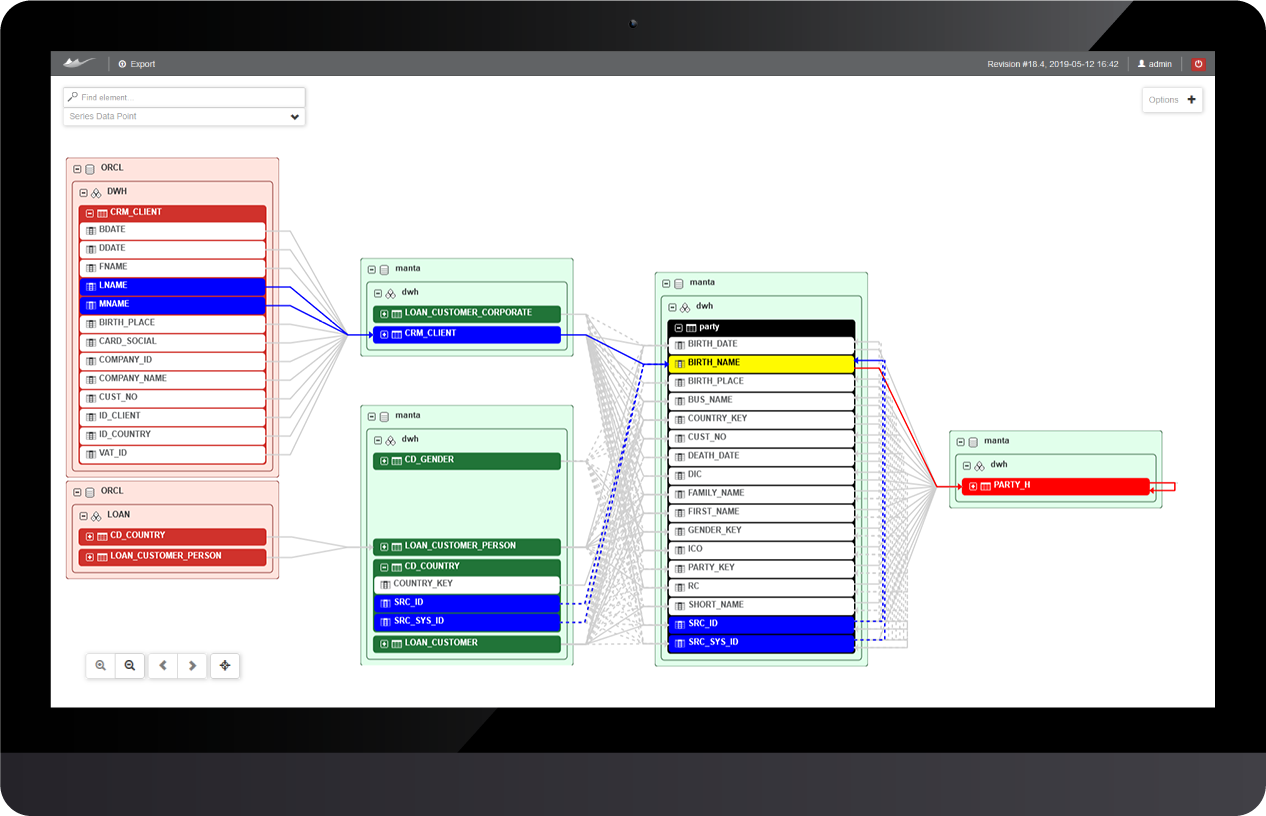 Export
Revision #18.4, 2019-05-12 16:42
admin
Find element...
Series Data Point
Options
ORCL
DWH
CRM_CLIENT
BDATE
DDATE
FNAME
LNAME
MNAME
BIRTH_PLACE
CARD_SOCIAL
COMPANY_ID
COMPANY_NAME
CUST_NO
ID_CLIENT
ID_COUNTRY
VAT_ID
ORCL
LOAN
CD_COUNTRY
LOAN_CUSTOMER_PERSON
manta
dwh
LOAN_CUSTOMER_CORPORATE
CRM_CLIENT
manta
dwh
CD_GENDER
LOAN_CUSTOMER_PERSON
CD_COUNTRY
COUNTRY_KEY
SRC_ID
SRC_SYS_ID
LOAN_CUSTOMER
manta
dwh
party
BIRTH_DATE
BIRTH_NAME
BIRTH_PLACE
BUS_NAME
COUNTRY_KEY
CUST_NO
DEATH_DATE
DIC
FAMILY_NAME
FIRST_NAME
GENDER_KEY
ICO
PARTY_KEY
RC
SHORT_NAME
SRC_ID
SRC_SYS_ID
manta
dwh
PARTY_H